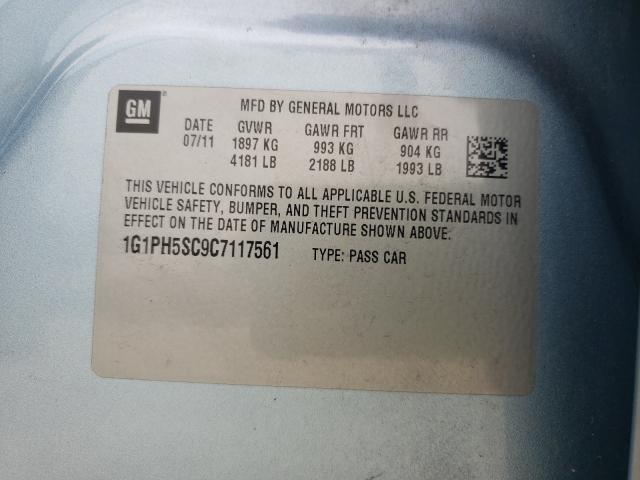 GM ®
MFD BY GENERAL MOTORS LLC
DATE GVWR GAWR FRT GAWR RR
07/11 1897 KG 993 KG 904 KG
4181 LB 2188 LB 1993 LB
THIS VEHICLE CONFORMS TO ALL APPLICABLE U.S. FEDERAL MOTOR
VEHICLE SAFETY, BUMPER, AND THEFT PREVENTION STANDARDS IN
EFFECT ON THE DATE OF MANUFACTURE SHOWN ABOVE.
1G1PH5SC9C7117561 TYPE: PASS CAR